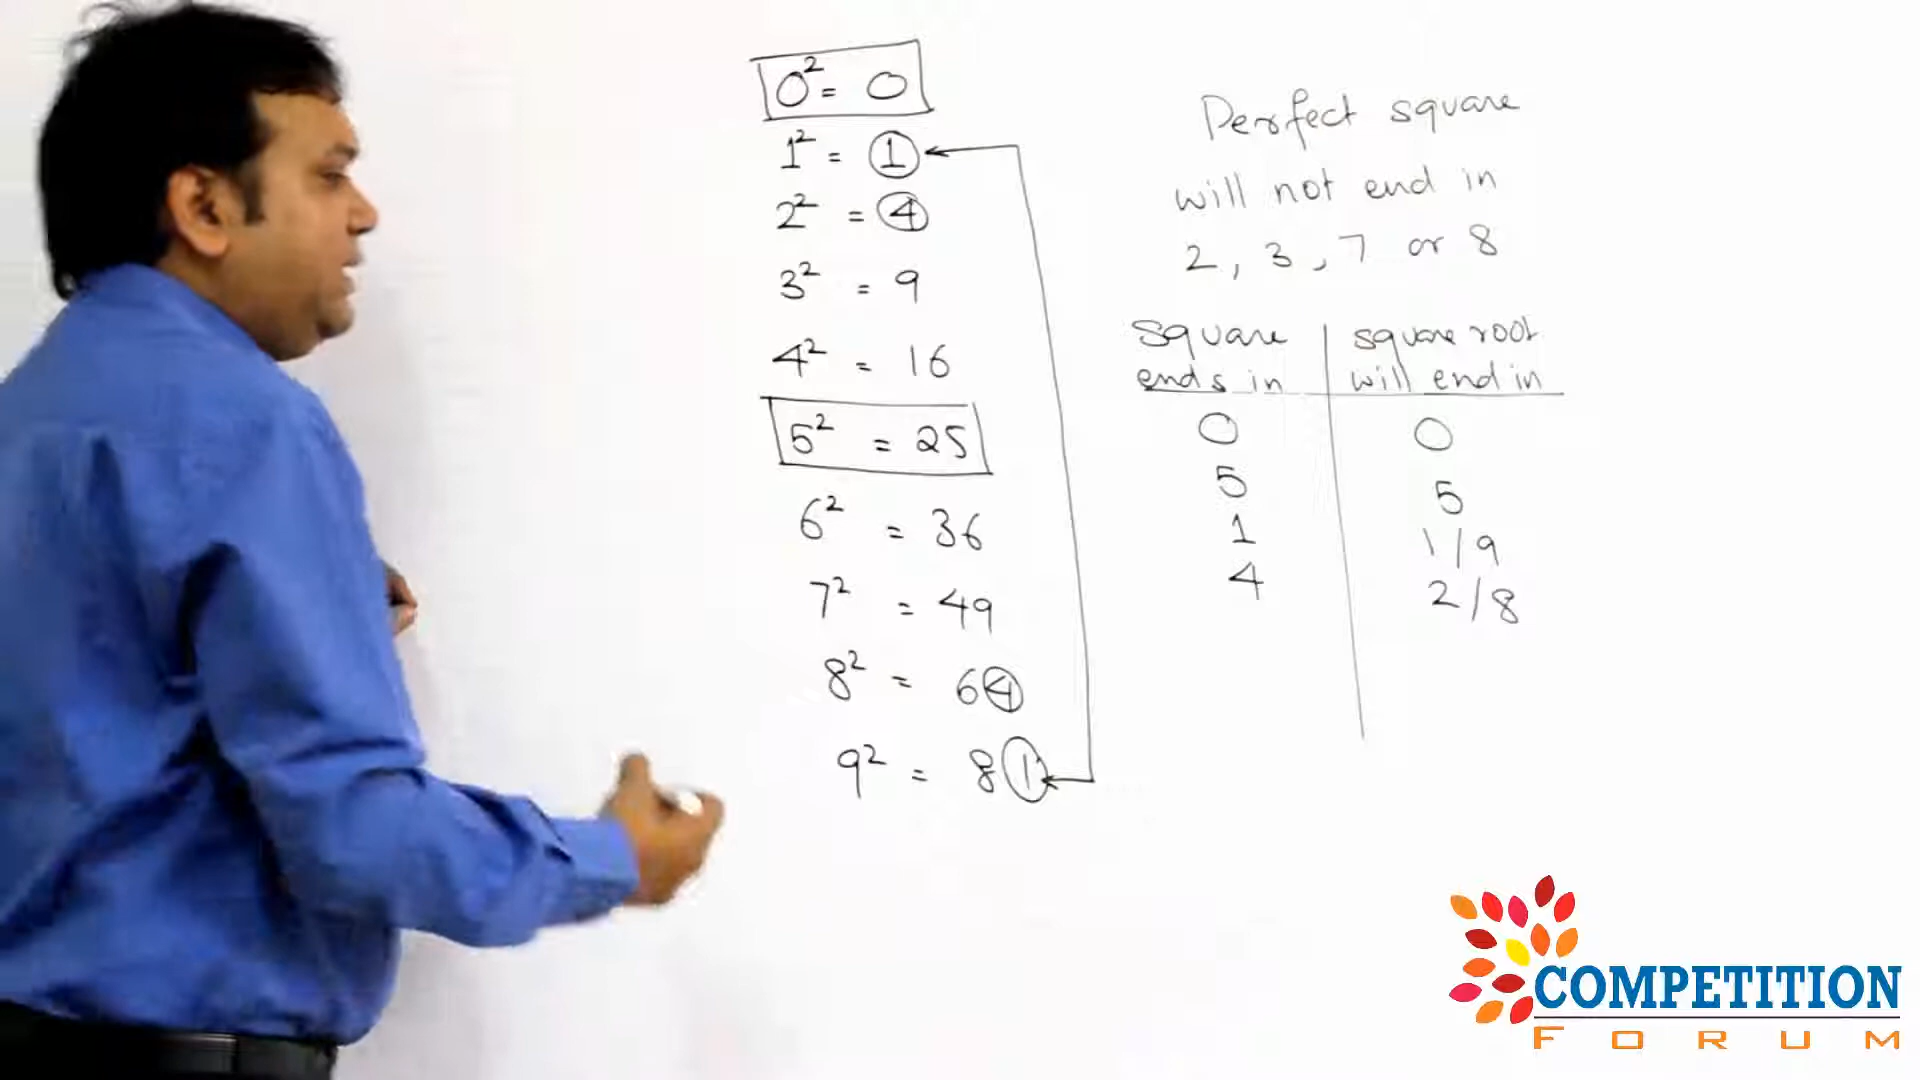 0² = 0
1² = 1
2² = 4
3² = 9
4² = 16
5² = 25
6² = 36
7² = 49
8² = 64
9² = 81
Perfect square
will not end in
2, 3, 7 or 8
square | square root
ends in | will end in
0 0
5 5
1 1/9
4 2/8
COMPETITION
FORUM